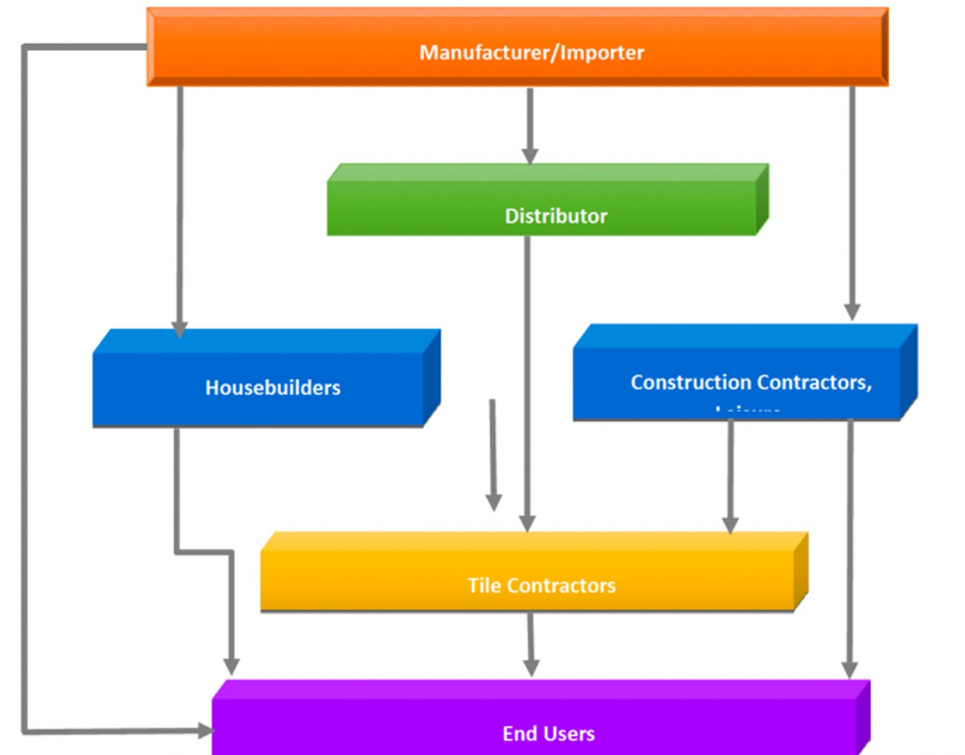 Manufacturer/Importer
Distributor
Housebuilders
Construction Contractors,
Tile Contractors
End Users